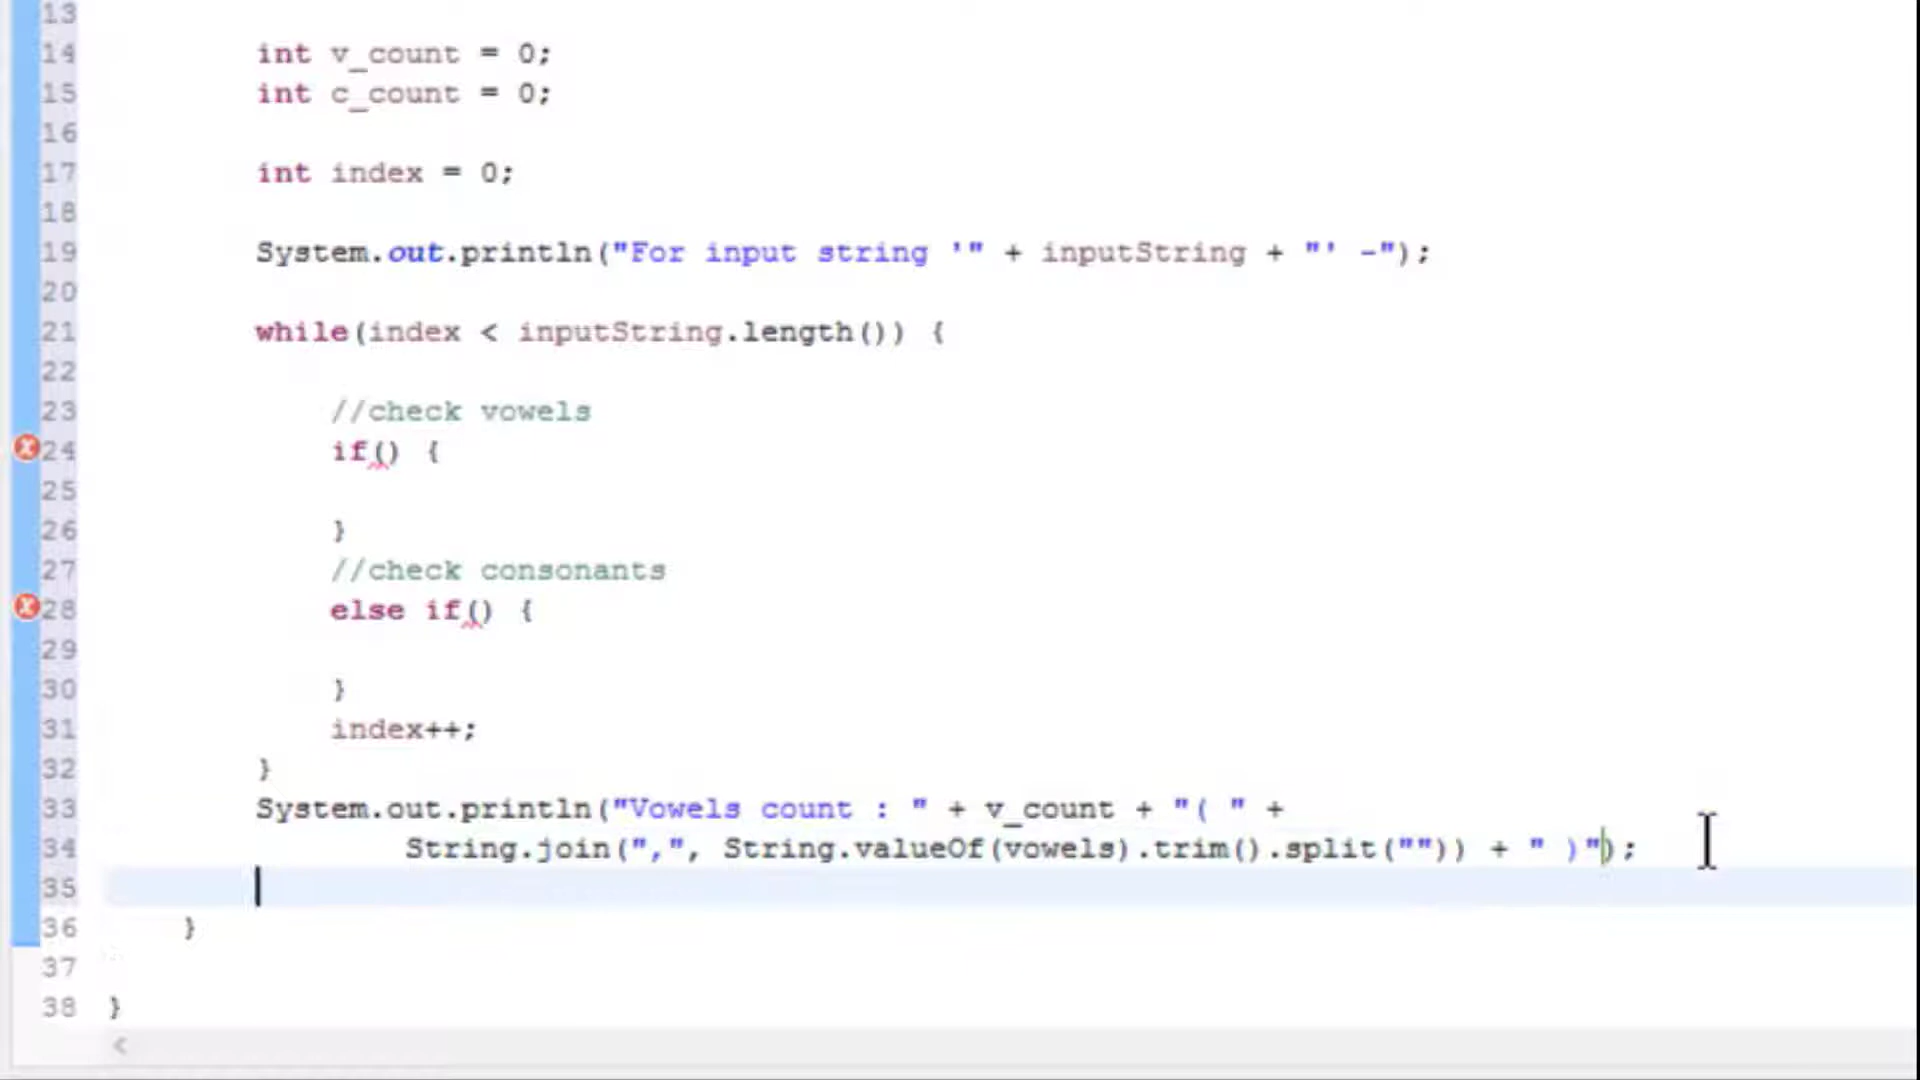 13
14 int v_count = 0;
15 int c_count = 0;
16
17 int index = 0;
18
19 System.out.println("For input string '" + inputString + "' -");
20
21 while(index < inputString.length()) {
22
23 //check vowels
24 if() {
25
26 }
27 //check consonants
28 else if() {
29
30 }
31 index++;
32 }
33 System.out.println("Vowels count : " + v_count + "( " +
34 String.join(",", String.valueOf(vowels).trim().split("")) + " )");
35
36 }
37
38 }